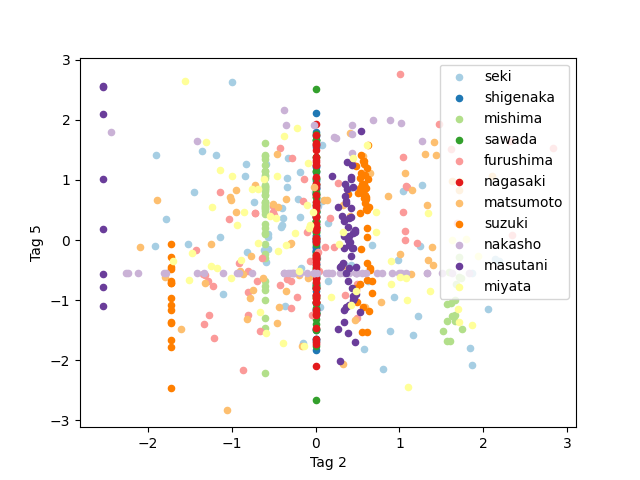 3
2
1
0
−1
−2
−3
−2
−1
0
1
2
3
Tag 5
Tag 2
seki
shigenaka
mishima
sawada
furushima
nagasaki
matsumoto
suzuki
nakasho
masutani
miyata